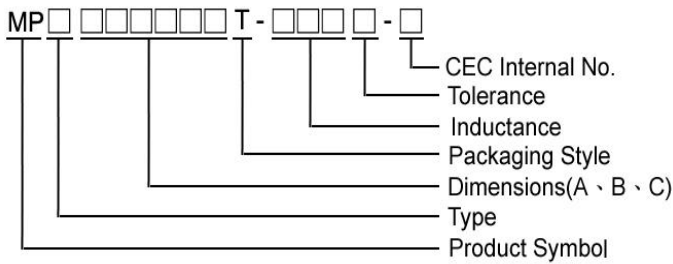 MP□ □□□□□□ T - □□□ □ - □
CEC Internal No.
Tolerance
Inductance
Packaging Style
Dimensions(A、B、C)
Type
Product Symbol